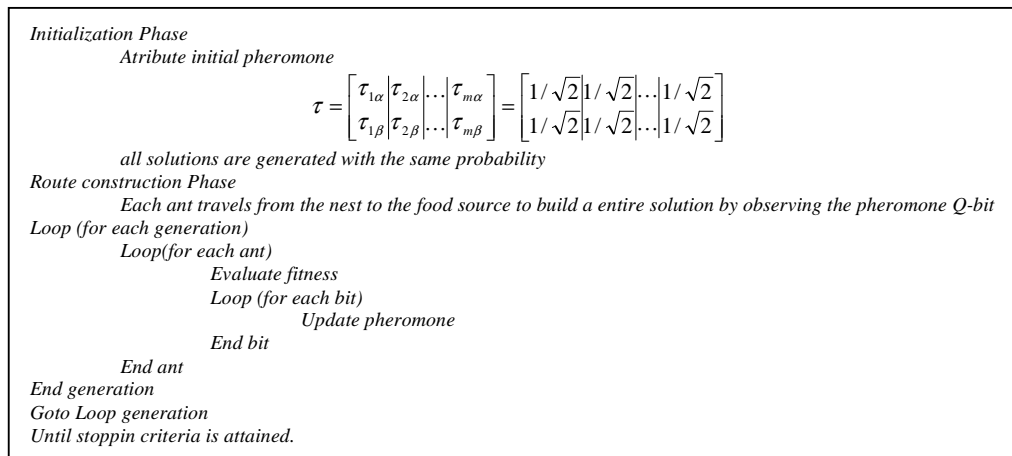 Initialization Phase
Atribute initial pheromone
τ = [τ1α|τ2α|…|τmα; τ1β|τ2β|…|τmβ] = [1/√2|1/√2|…|1/√2; 1/√2|1/√2|…|1/√2]
all solutions are generated with the same probability
Route construction Phase
Each ant travels from the nest to the food source to build a entire solution by observing the pheromone Q-bit
Loop (for each generation)
Loop(for each ant)
Evaluate fitness
Loop (for each bit)
Update pheromone
End bit
End ant
End generation
Goto Loop generation
Until stoppin criteria is attained.